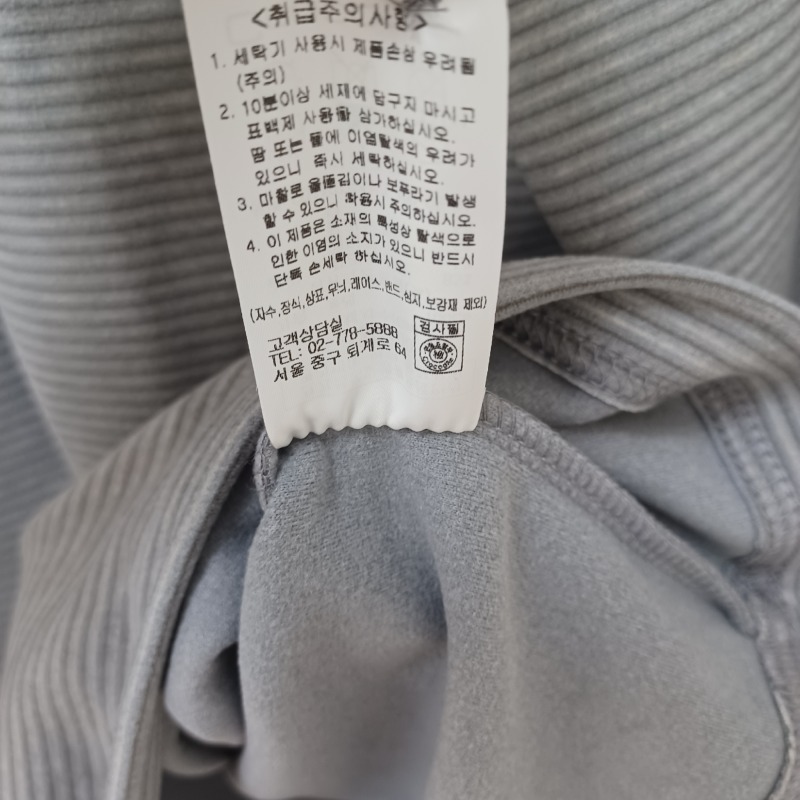 <취급주의사항>
1. 세탁기 사용시 제품손상 우려됨
(주의)
2. 10분이상 세재에 담구지 마시고
표백제 사용을 삼가하십시오.
땀 또는 물에 이염탈색의 우려가
있으니 즉시 세탁하십시오.
3. 마찰로 올뜯김이나 보푸라기 발생
할 수 있으니 착용시 주의하십시오.
4. 이 제품은 소재의 특성상 탈색으로
인한 이염의 소지가 있으니 반드시
단독 손세탁 하십시오.
(자수,장식,상표,무늬,레이스,밴드,심지,보강재 제외)
고객상담실
TEL: 02-778-5888
서울 중구 퇴계로 64
검사필